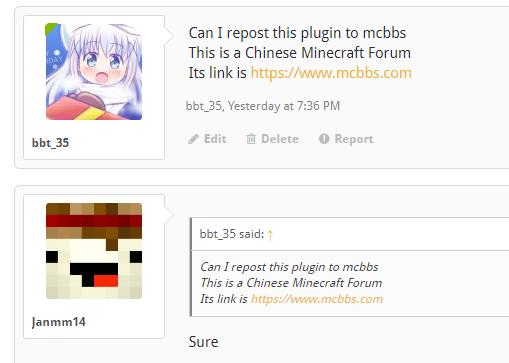 Can I repost this plugin to mcbbs
This is a Chinese Minecraft Forum
Its link is https://www.mcbbs.com
bbt_35, Yesterday at 7:36 PM
Edit Delete Report
bbt_35
bbt_35 said: ↑
Can I repost this plugin to mcbbs
This is a Chinese Minecraft Forum
Its link is https://www.mcbbs.com
Sure
Janmm14